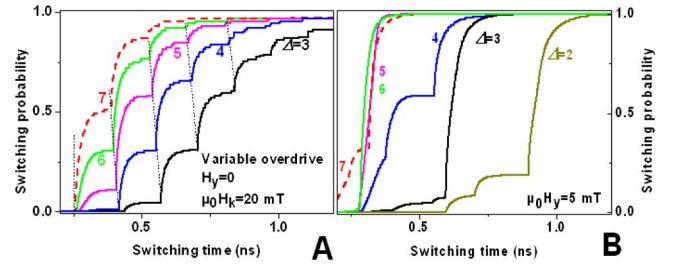 1.0
0.5
0.0
Switching probability
7
6
5
4
Δ=3
Variable overdrive
Hy=0
μ0Hk=20 mT
0.5
1.0
Switching time (ns)
A
7
5
6
4
Δ=3
Δ=2
μ0Hy=5 mT
0.5
1.0
Switching time (ns)
B
1.0
0.5
0.0
Switching probability